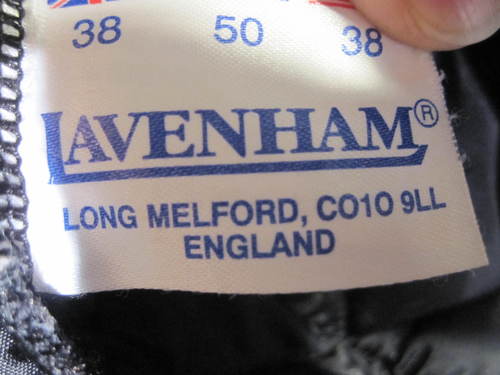 38 50 38
LAVENHAM®
LONG MELFORD, CO10 9LL
ENGLAND